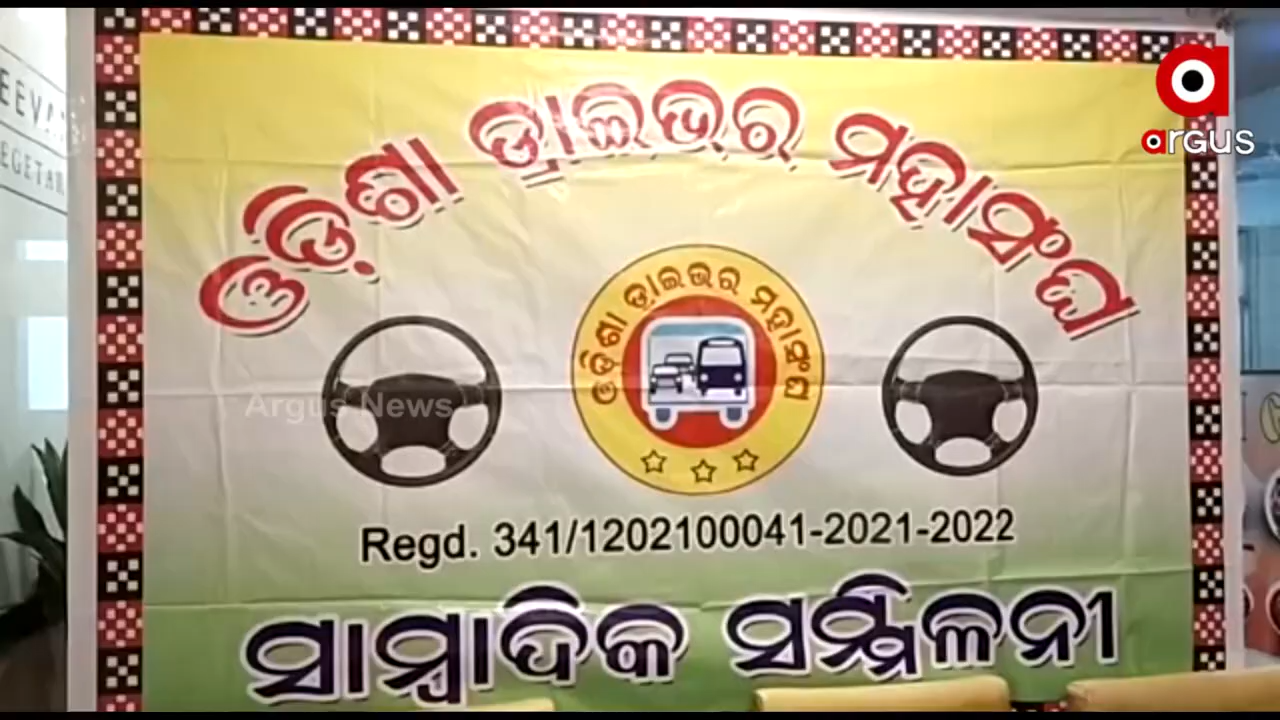 argus
ଓଡ଼ିଶା ଡ୍ରାଇଭର ମହାସଂଘ
ଓଡ଼ିଶା ଡ୍ରାଇଭର ମହାସଂଘ
Argus News
Regd. 341/1202100041-2021-2022
ସାମ୍ବାଦିକ ସମ୍ମିଳନୀ